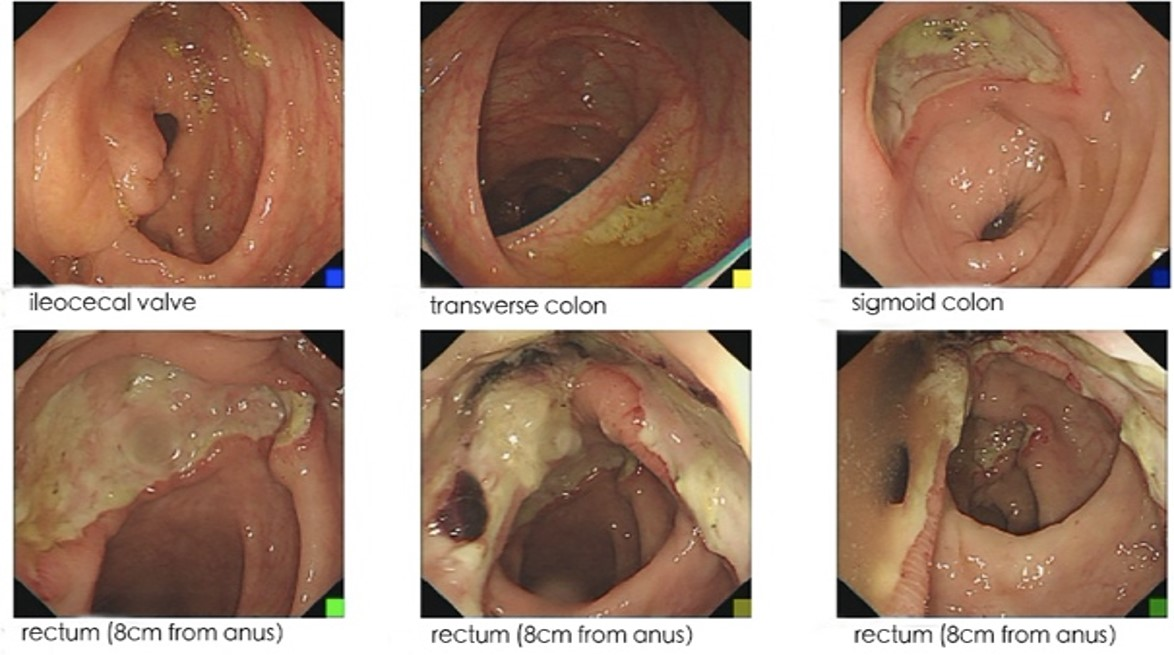 ileocecal valve
transverse colon
sigmoid colon
rectum (8cm from anus)
rectum (8cm from anus)
rectum (8cm from anus)